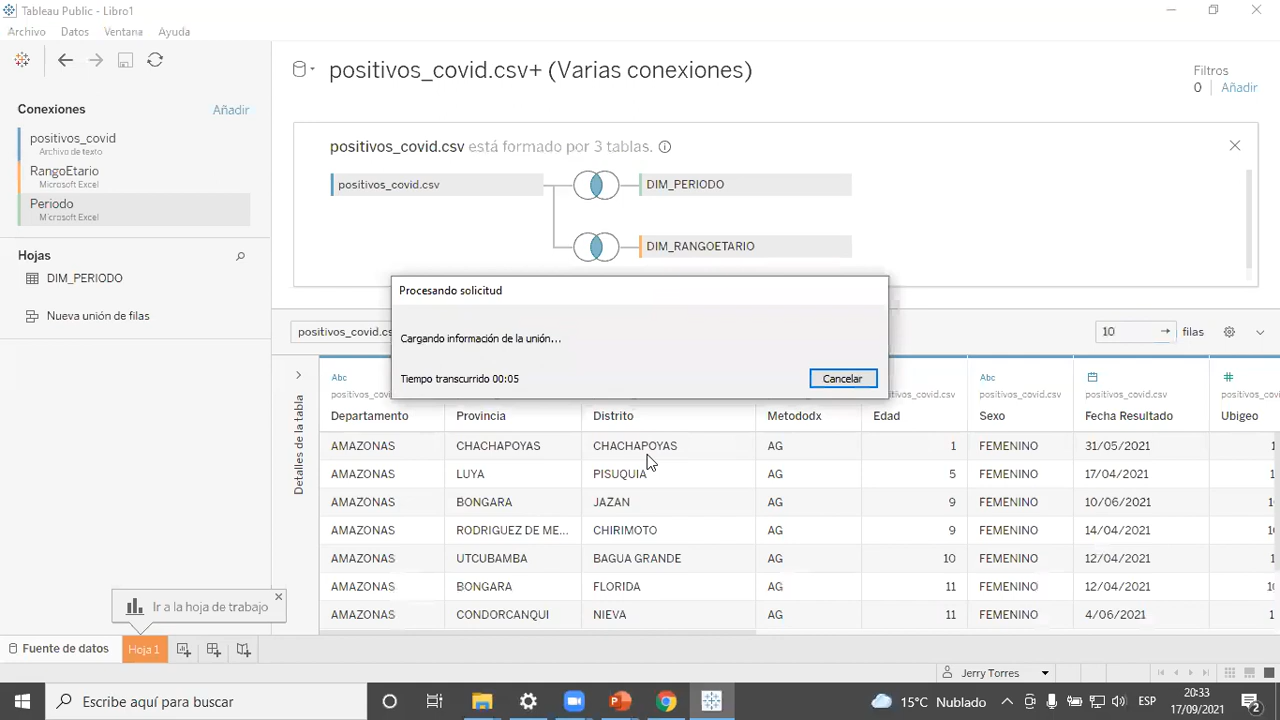 Tableau Public - Libro1
Archivo Datos Ventana Ayuda
positivos_covid.csv+ (Varias conexiones)
Filtros
0 Añadir
Conexiones Añadir
positivos_covid
Archivo de texto
RangoEtario
Microsoft Excel
Periodo
Microsoft Excel
Hojas
DIM_PERIODO
Nueva unión de filas
positivos_covid.csv está formado por 3 tablas.
positivos_covid.csv DIM_PERIODO
DIM_RANGOETARIO
Procesando solicitud
Cargando información de la unión...
Tiempo transcurrido 00:05 Cancelar
positivos_covid.cs 10 filas
Detalles de la tabla
Abc Abc #
Departamento Provincia Distrito Metododx Edad Sexo Fecha Resultado Ubigeo
AMAZONAS CHACHAPOYAS CHACHAPOYAS AG 1 FEMENINO 31/05/2021
AMAZONAS LUYA PISUQUIA AG 5 FEMENINO 17/04/2021
AMAZONAS BONGARA JAZAN AG 9 FEMENINO 10/06/2021
AMAZONAS RODRIGUEZ DE ME... CHIRIMOTO AG 9 FEMENINO 14/04/2021
AMAZONAS UTCUBAMBA BAGUA GRANDE AG 10 FEMENINO 12/04/2021
AMAZONAS BONGARA FLORIDA AG 11 FEMENINO 12/04/2021
AMAZONAS CONDORCANQUI NIEVA AG 11 FEMENINO 4/06/2021
Ir a la hoja de trabajo
Fuente de datos Hoja 1
Jerry Torres
Escribe aquí para buscar
15°C Nublado ESP 20:33
17/09/2021 2